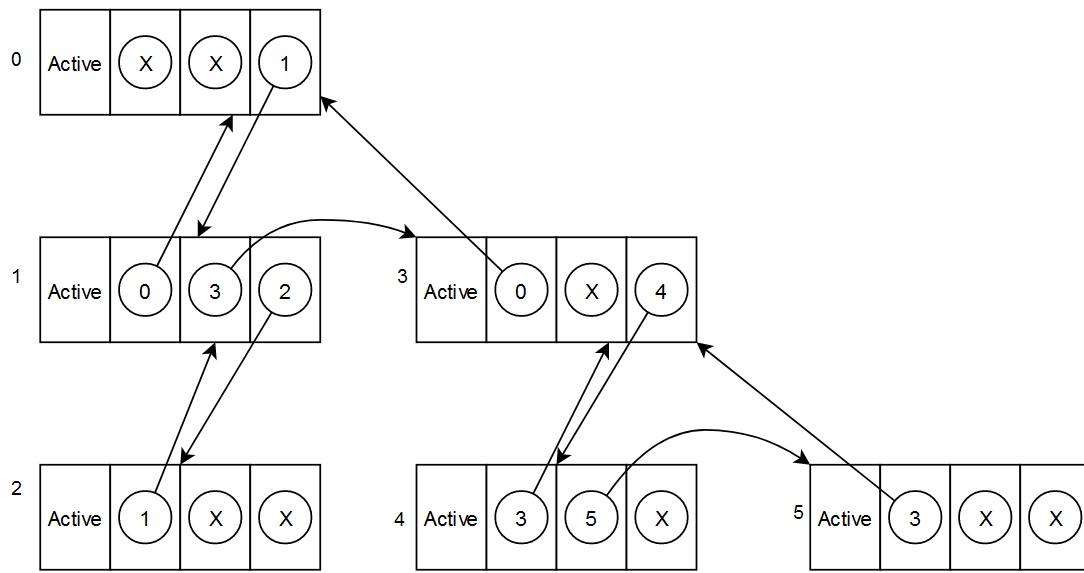 0 Active X X 1
1 Active 0 3 2
3 Active 0 X 4
2 Active 1 X X
4 Active 3 5 X
5 Active 3 X X